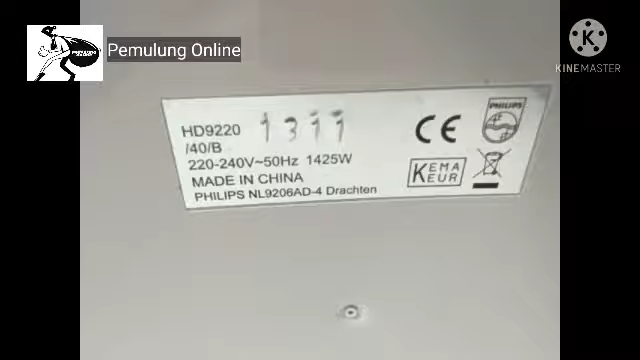 Pemulung Online
KINEMASTER
HD9220 1311
/40/B
220-240V~50Hz 1425W
MADE IN CHINA
PHILIPS NL9206AD-4 Drachten
CE
PHILIPS
KEMA
KEUR